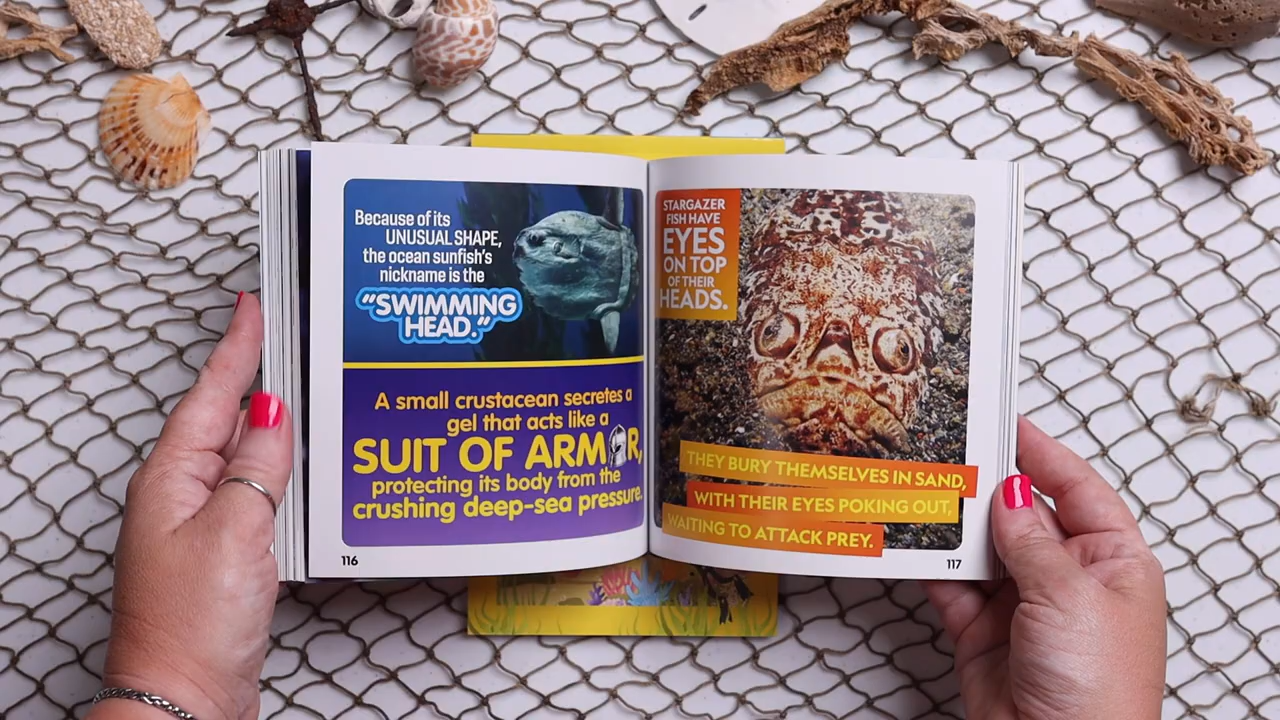 Because of its
UNUSUAL SHAPE,
the ocean sunfish's
nickname is the
"SWIMMING
HEAD."
A small crustacean secretes a
gel that acts like a
SUIT OF ARMOR,
protecting its body from the
crushing deep-sea pressure.
116
STARGAZER
FISH HAVE
EYES
ON TOP
OF THEIR
HEADS.
THEY BURY THEMSELVES IN SAND,
WITH THEIR EYES POKING OUT,
WAITING TO ATTACK PREY.
117